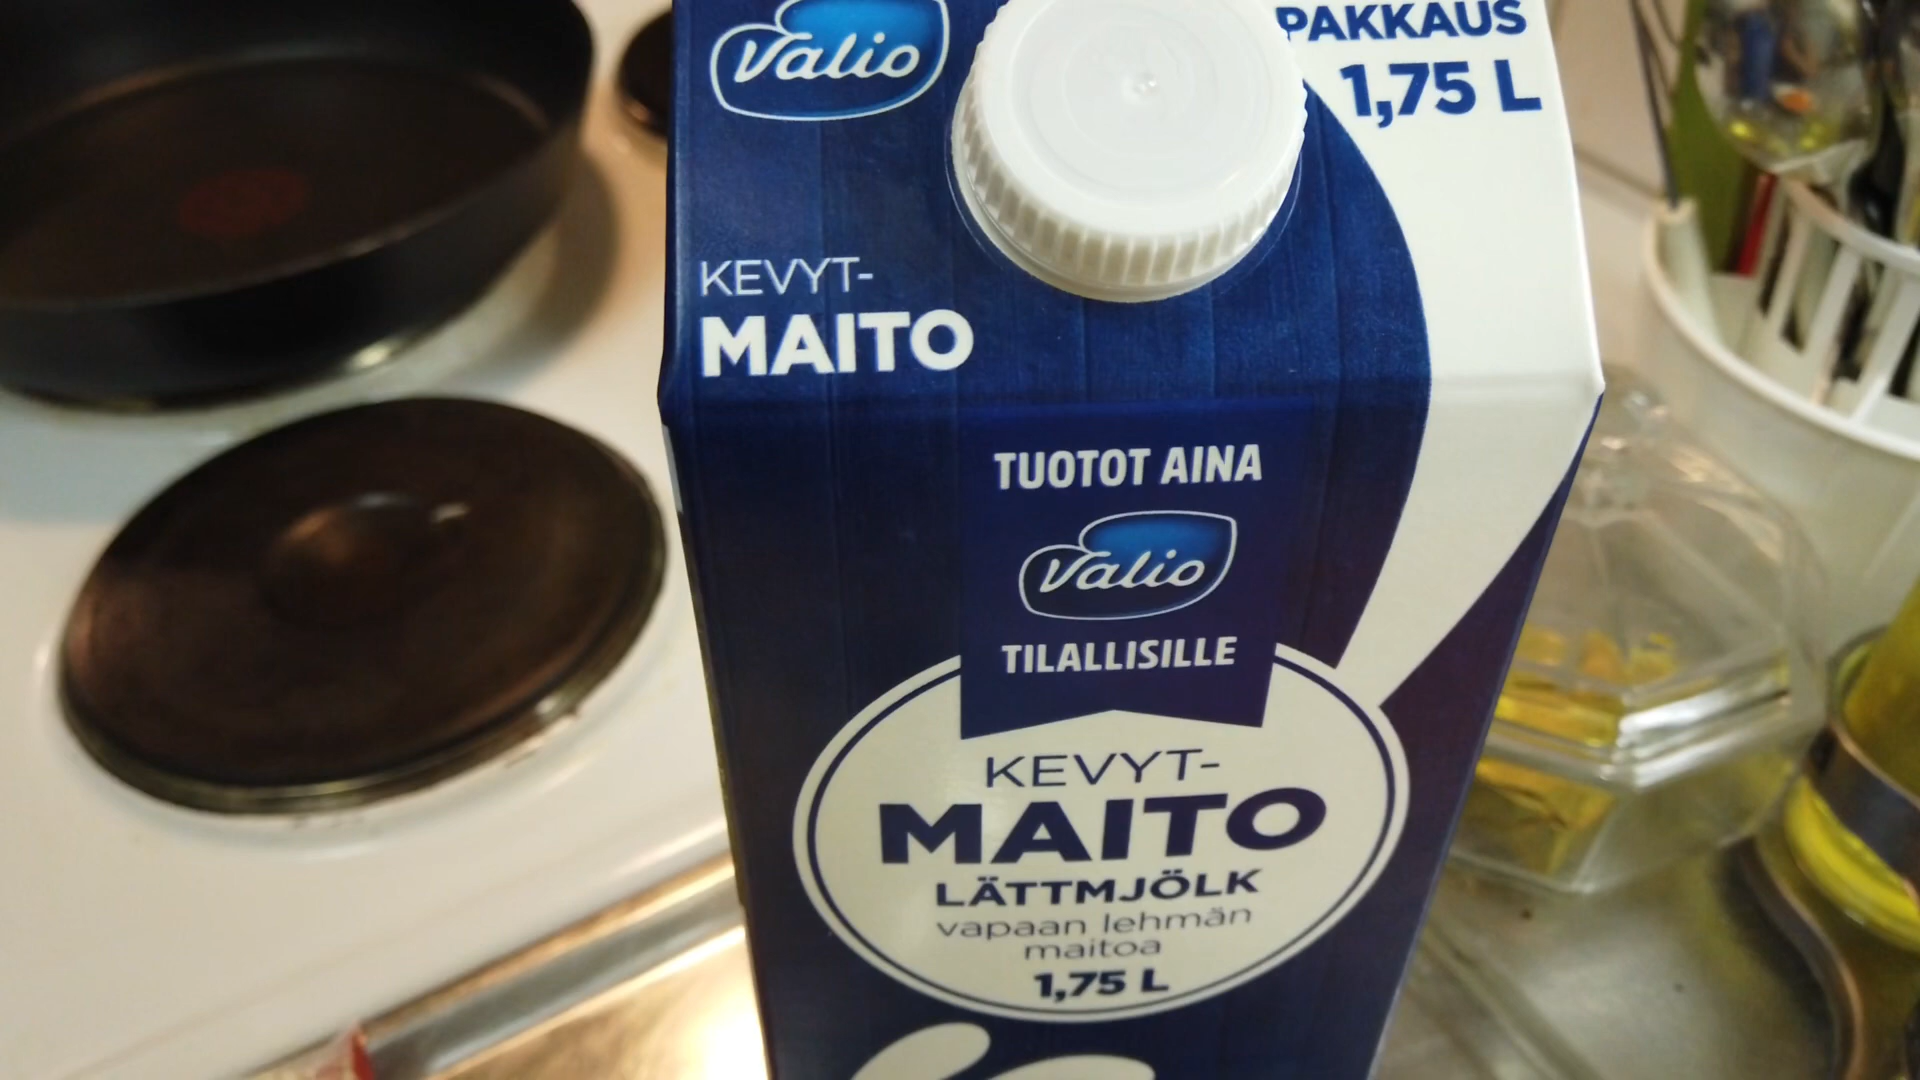 Valio
PAKKAUS
1,75 L
KEVYT-
MAITO
TUOTOT AINA
Valio
TILALLISILLE
KEVYT-
MAITO
LÄTTMJÖLK
vapaan lehmän
maitoa
1,75 L